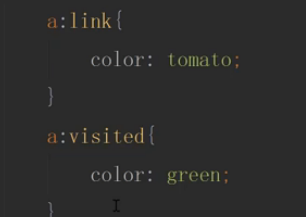 a:link{
color: tomato;
}
a:visited{
color: green;
}